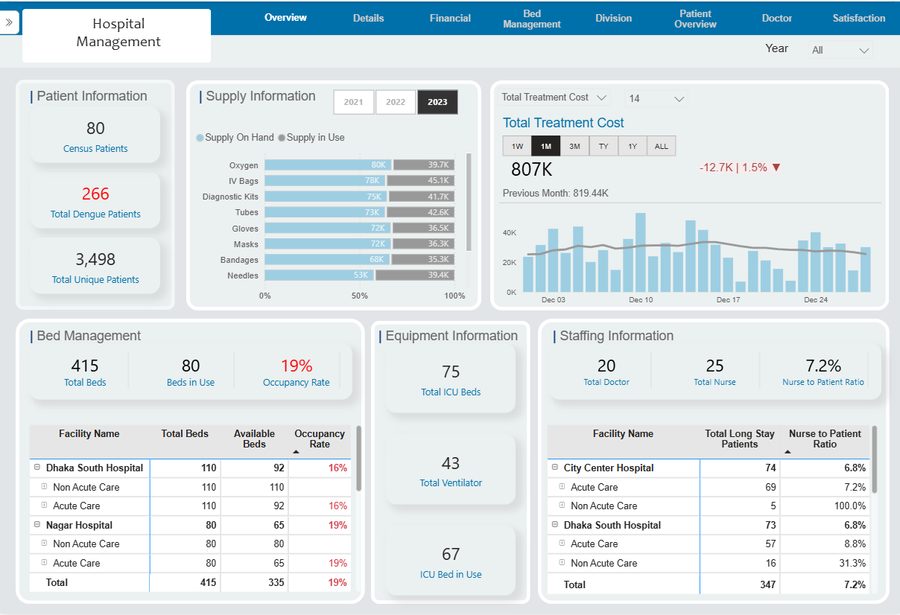 Hospital Management
Overview
Details
Financial
Bed Management
Division
Patient Overview
Doctor
Satisfaction
Year
All
Patient Information
80
Census Patients
266
Total Dengue Patients
3,498
Total Unique Patients
Supply Information
2021 2022 2023
Supply On Hand Supply in Use
Oxygen 80K 39.7K
IV Bags 78K 45.1K
Diagnostic Kits 75K 41.7K
Tubes 73K 42.6K
Gloves 72K 36.5K
Masks 72K 36.3K
Bandages 68K 35.3K
Needles 53K 39.4K
0% 50% 100%
Total Treatment Cost 14
Total Treatment Cost
1W 1M 3M TY 1Y ALL
807K
-12.7K | 1.5% ▼
Previous Month: 819.44K
40K
20K
0K
Dec 03 Dec 10 Dec 17 Dec 24
Bed Management
415
Total Beds
80
Beds in Use
19%
Occupancy Rate
Facility Name Total Beds Available Beds Occupancy Rate
Dhaka South Hospital 110 92 16%
Non Acute Care 110 110
Acute Care 110 92 16%
Nagar Hospital 80 65 19%
Non Acute Care 80 80
Acute Care 80 65 19%
Total 415 335 19%
Equipment Information
75
Total ICU Beds
43
Total Ventilator
67
ICU Bed in Use
Staffing Information
20
Total Doctor
25
Total Nurse
7.2%
Nurse to Patient Ratio
Facility Name Total Long Stay Patients Nurse to Patient Ratio
City Center Hospital 74 6.8%
Acute Care 69 7.2%
Non Acute Care 5 100.0%
Dhaka South Hospital 73 6.8%
Acute Care 57 8.8%
Non Acute Care 16 31.3%
Total 347 7.2%